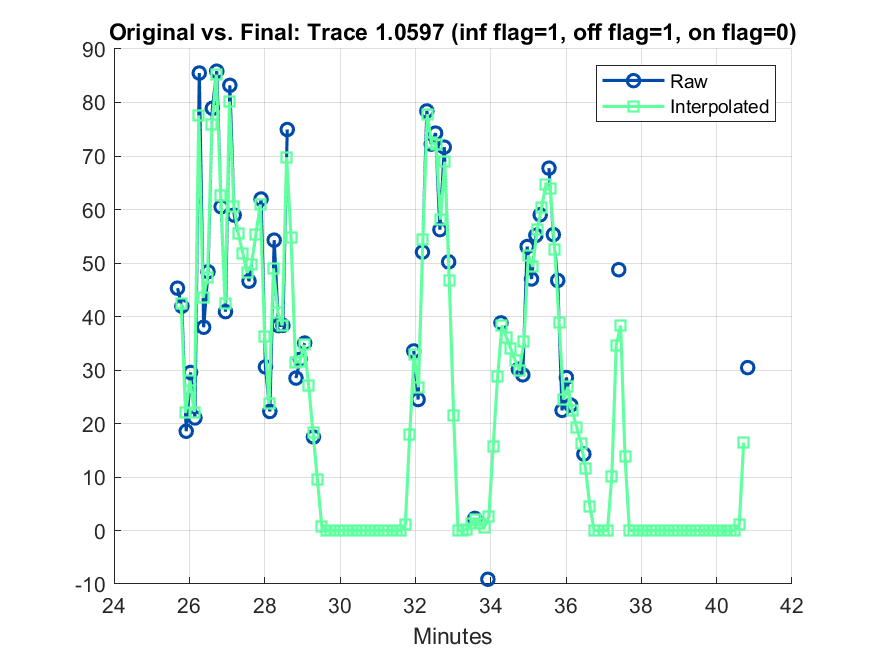 Original vs. Final: Trace 1.0597 (inf flag=1, off flag=1, on flag=0)
90
80
70
60
50
40
30
20
10
0
-10
Raw
Interpolated
24 26 28 30 32 34 36 38 40 42
Minutes